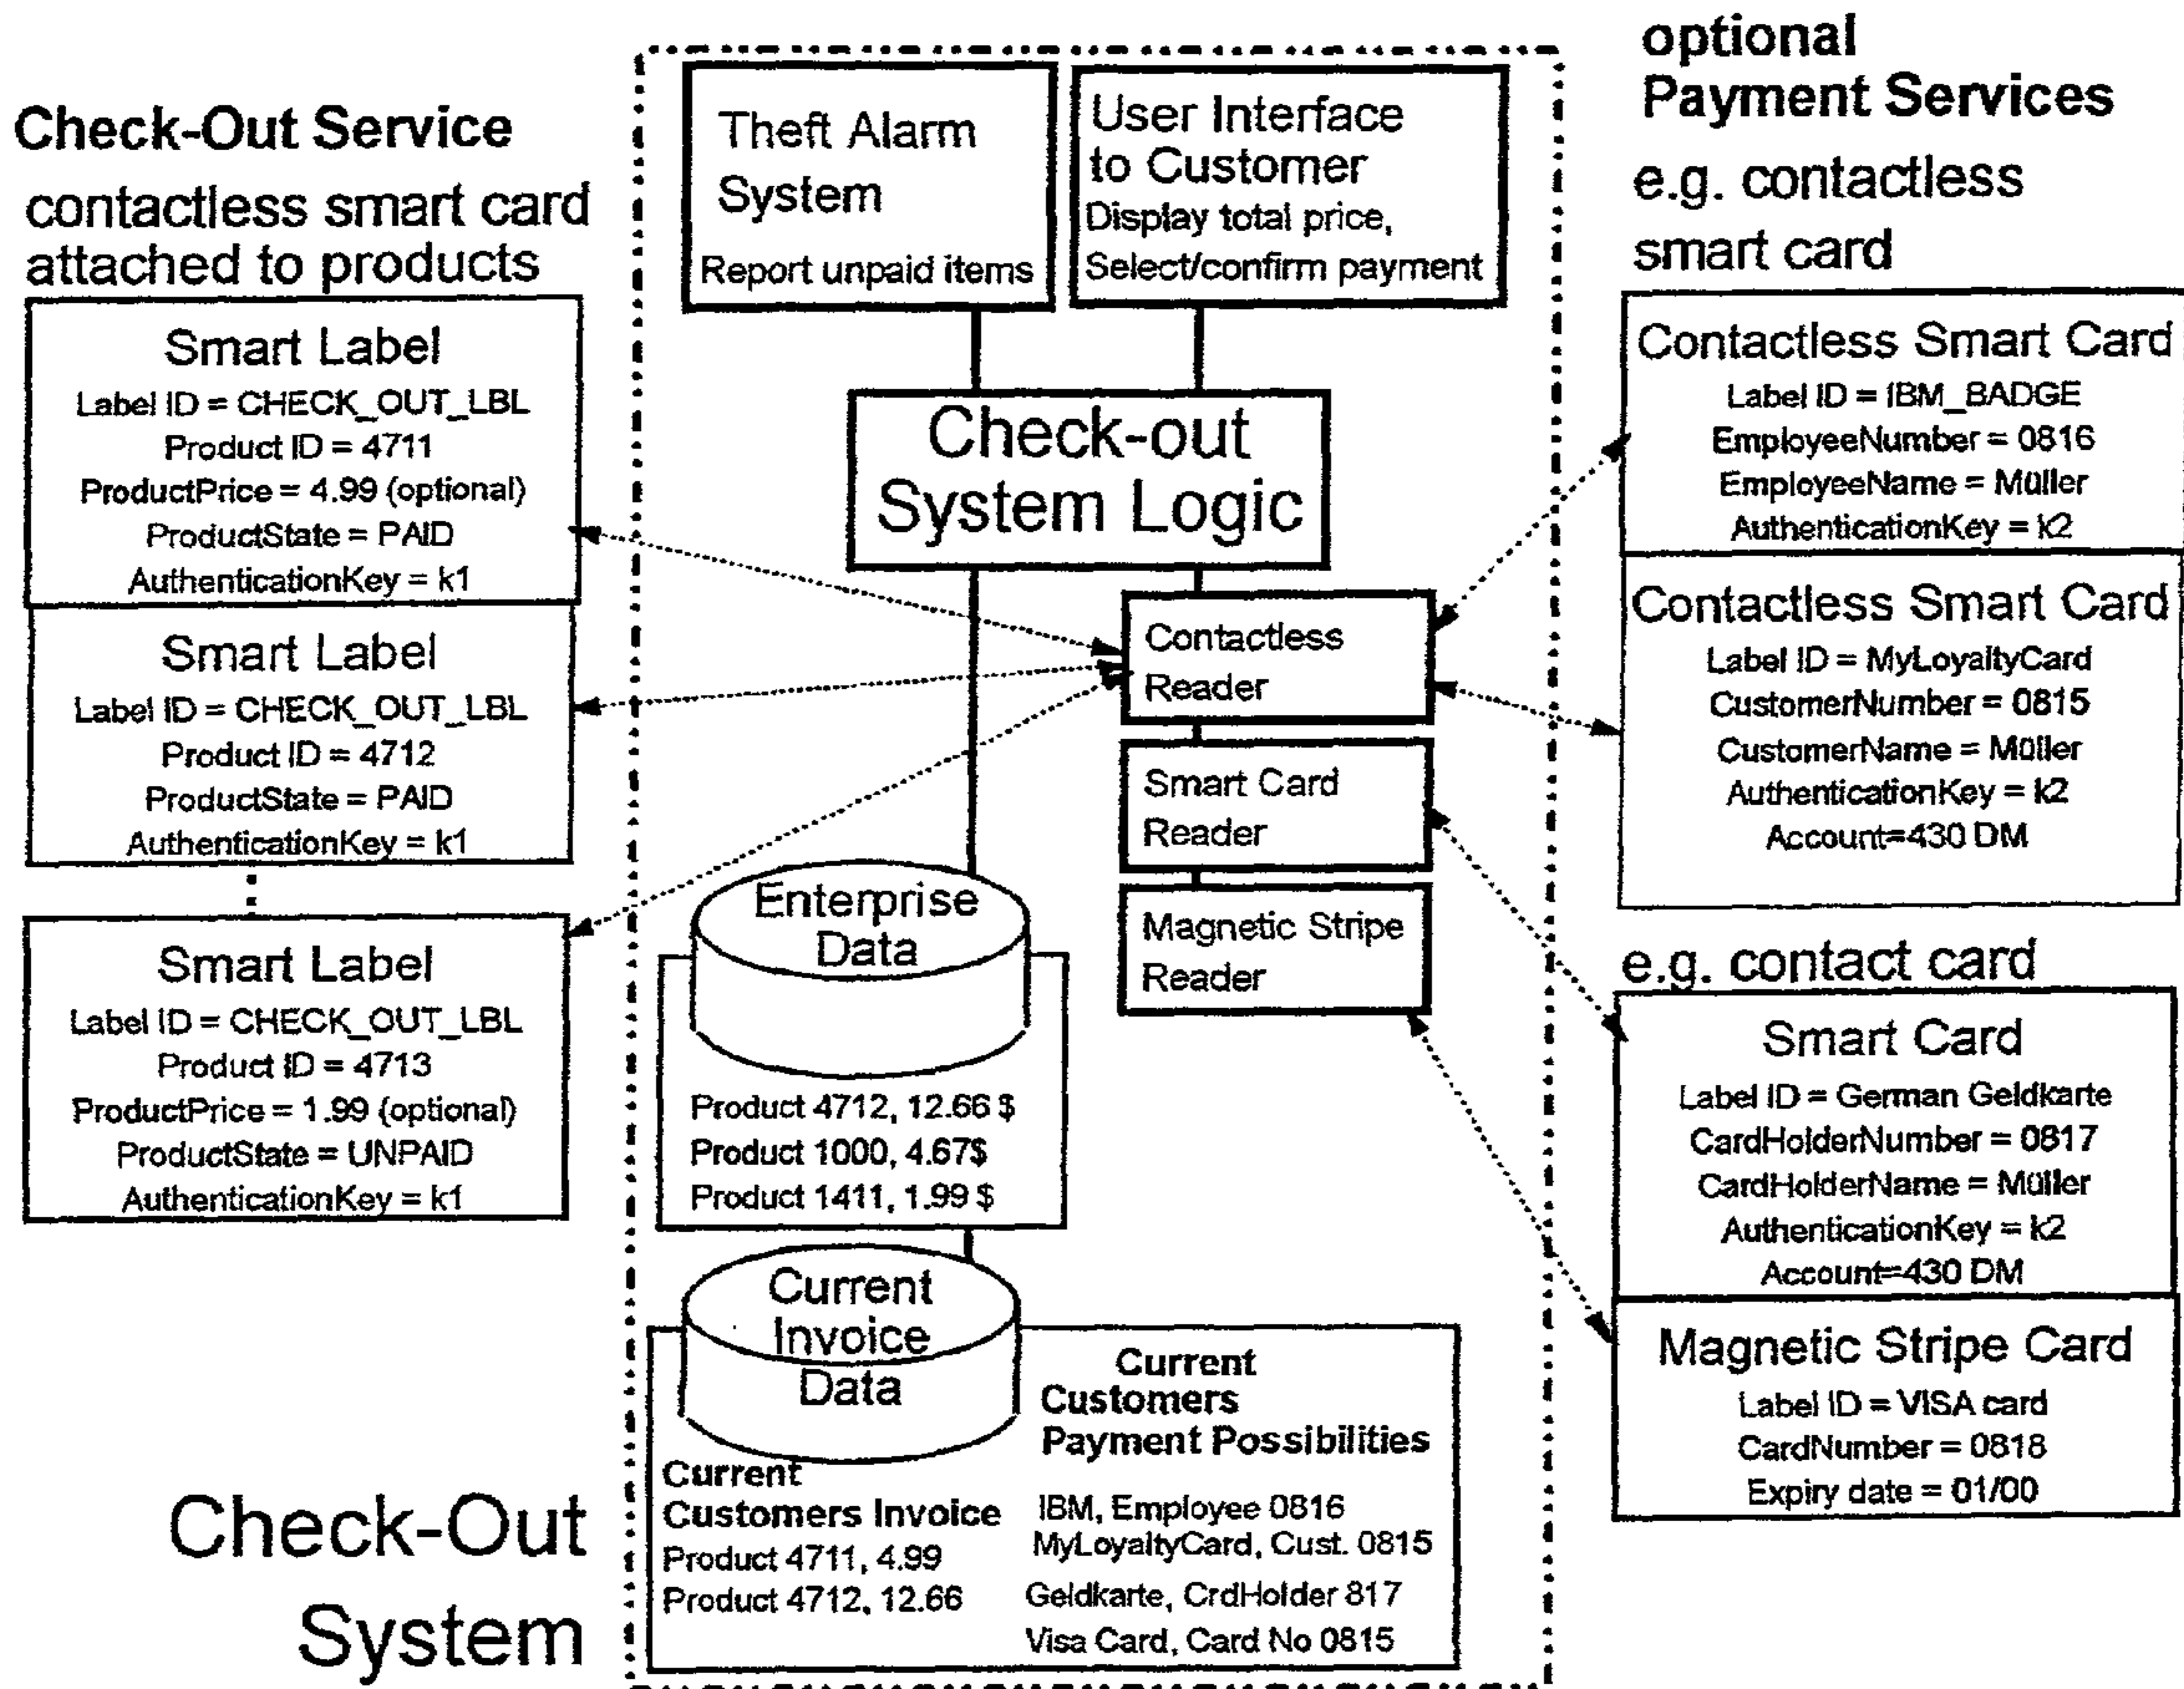 Check-Out Service
contactless smart card
attached to products
Smart Label
Label ID = CHECK_OUT_LBL
Product ID = 4711
ProductPrice = 4.99 (optional)
ProductState = PAID
AuthenticationKey = k1
Smart Label
Label ID = CHECK_OUT_LBL
Product ID = 4712
ProductState = PAID
AuthenticationKey = k1
Smart Label
Label ID = CHECK_OUT_LBL
Product ID = 4713
ProductPrice = 1.99 (optional)
ProductState = UNPAID
AuthenticationKey = k1
Check-Out
System
Theft Alarm
System
Report unpaid items
User Interface
to Customer
Display total price,
Select/confirm payment
Check-out
System Logic
Contactless
Reader
Smart Card
Reader
Magnetic Stripe
Reader
Enterprise
Data
Product 4712, 12.66 $
Product 1000, 4.67$
Product 1411, 1.99 $
Current
Invoice
Data
Current
Customers Invoice
Product 4711, 4.99
Product 4712, 12.66
Current
Customers
Payment Possibilities
IBM, Employee 0816
MyLoyaltyCard, Cust. 0815
Geldkarte, CrdHolder 817
Visa Card, Card No 0815
optional
Payment Services
e.g. contactless
smart card
Contactless Smart Card
Label ID = IBM_BADGE
EmployeeNumber = 0816
EmployeeName = Müller
AuthenticationKey = k2
Contactless Smart Card
Label ID = MyLoyaltyCard
CustomerNumber = 0815
CustomerName = Müller
AuthenticationKey = k2
Account=430 DM
e.g. contact card
Smart Card
Label ID = German Geldkarte
CardHolderNumber = 0817
CardHolderName = Müller
AuthenticationKey = k2
Account=430 DM
Magnetic Stripe Card
Label ID = VISA card
CardNumber = 0818
Expiry date = 01/00